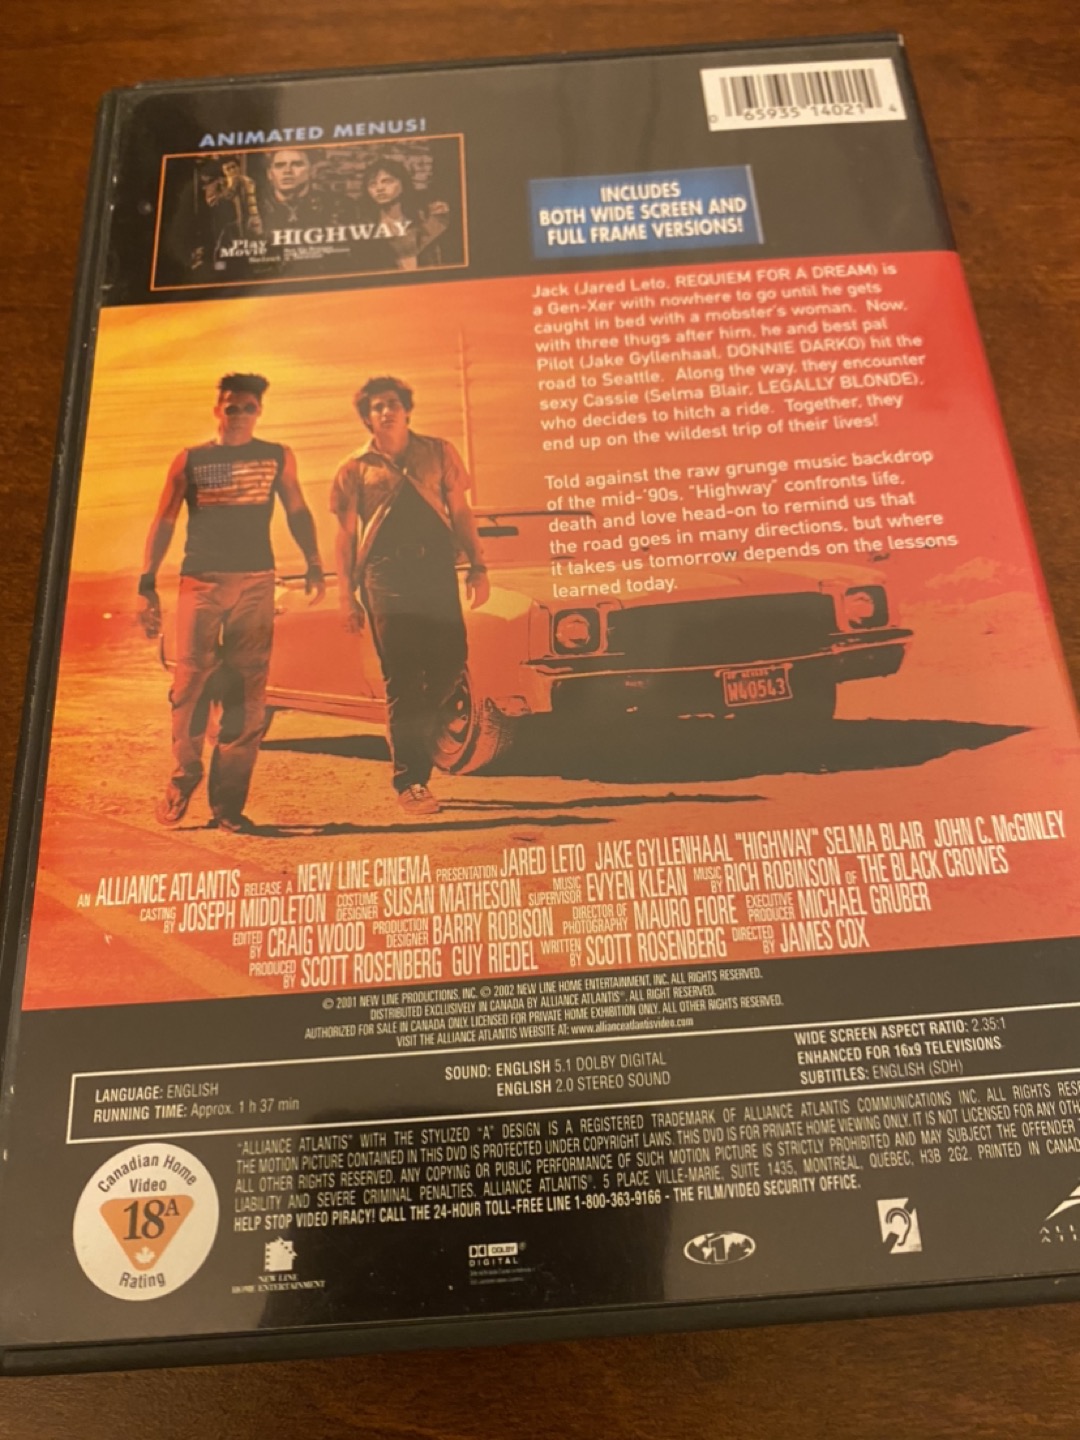 ANIMATED MENUS!
HIGHWAY
Play
Movie
0 65935 14021 4
INCLUDES
BOTH WIDE SCREEN AND
FULL FRAME VERSIONS!
Jack (Jared Leto, REQUIEM FOR A DREAM) is
a Gen-Xer with nowhere to go until he gets
caught in bed with a mobster's woman. Now,
with three thugs after him, he and best pal
Pilot (Jake Gyllenhaal, DONNIE DARKO) hit the
road to Seattle. Along the way, they encounter
sexy Cassie (Selma Blair, LEGALLY BLONDE),
who decides to hitch a ride. Together, they
end up on the wildest trip of their lives!
Told against the raw grunge music backdrop
of the mid-'90s, "Highway" confronts life,
death and love head-on to remind us that
the road goes in many directions, but where
it takes us tomorrow depends on the lessons
learned today.
W40543
AN ALLIANCE ATLANTIS RELEASE A NEW LINE CINEMA PRESENTATION JARED LETO JAKE GYLLENHAAL "HIGHWAY" SELMA BLAIR JOHN C. McGINLEY
CASTING BY JOSEPH MIDDLETON COSTUME DESIGNER SUSAN MATHESON MUSIC SUPERVISOR EVYEN KLEAN MUSIC BY RICH ROBINSON OF THE BLACK CROWES
EDITED BY CRAIG WOOD PRODUCTION DESIGNER BARRY ROBISON DIRECTOR OF PHOTOGRAPHY MAURO FIORE EXECUTIVE PRODUCER MICHAEL GRUBER
PRODUCED BY SCOTT ROSENBERG GUY RIEDEL WRITTEN BY SCOTT ROSENBERG DIRECTED BY JAMES COX
© 2001 NEW LINE PRODUCTIONS, INC. © 2002 NEW LINE HOME ENTERTAINMENT, INC. ALL RIGHTS RESERVED.
DISTRIBUTED EXCLUSIVELY IN CANADA BY ALLIANCE ATLANTIS®. ALL RIGHT RESERVED.
AUTHORIZED FOR SALE IN CANADA ONLY. LICENSED FOR PRIVATE HOME EXHIBITION ONLY. ALL OTHER RIGHTS RESERVED.
VISIT THE ALLIANCE ATLANTIS WEBSITE AT: www.allianceatlantisvideo.com
LANGUAGE: ENGLISH
RUNNING TIME: Approx. 1 h 37 min
SOUND: ENGLISH 5.1 DOLBY DIGITAL
ENGLISH 2.0 STEREO SOUND
WIDE SCREEN ASPECT RATIO: 2.35:1
ENHANCED FOR 16x9 TELEVISIONS
SUBTITLES: ENGLISH (SDH)
"ALLIANCE ATLANTIS" WITH THE STYLIZED "A" DESIGN IS A REGISTERED TRADEMARK OF ALLIANCE ATLANTIS COMMUNICATIONS INC. ALL RIGHTS RESE
THE MOTION PICTURE CONTAINED IN THIS DVD IS PROTECTED UNDER COPYRIGHT LAWS. THIS DVD IS FOR PRIVATE HOME VIEWING ONLY. IT IS NOT LICENSED FOR ANY OTH
ALL OTHER RIGHTS RESERVED. ANY COPYING OR PUBLIC PERFORMANCE OF SUCH MOTION PICTURE IS STRICTLY PROHIBITED AND MAY SUBJECT THE OFFENDER
LIABILITY AND SEVERE CRIMINAL PENALTIES. ALLIANCE ATLANTIS®. 5 PLACE VILLE-MARIE, SUITE 1435, MONTREAL, QUEBEC, H3B 2G2. PRINTED IN CANAD
HELP STOP VIDEO PIRACY! CALL THE 24-HOUR TOLL-FREE LINE 1-800-363-9166 - THE FILM/VIDEO SECURITY OFFICE.
Canadian Home
Video
18A
Rating
NEW LINE
HOME ENTERTAINMENT
DOLBY
DIGITAL
1